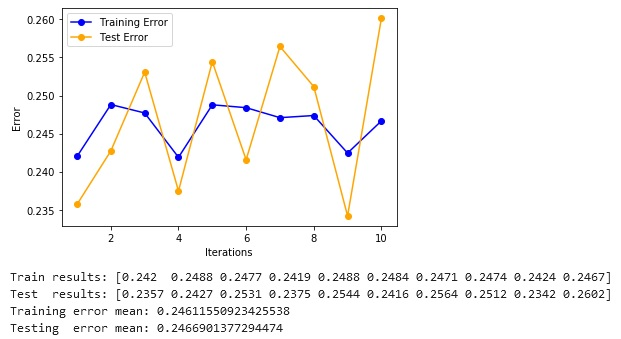 Training Error
Test Error
0.260
0.255
0.250
0.245
0.240
0.235
Error
2 4 6 8 10
Iterations
Train results: [0.242  0.2488 0.2477 0.2419 0.2488 0.2484 0.2471 0.2474 0.2424 0.2467]
Test  results: [0.2357 0.2427 0.2531 0.2375 0.2544 0.2416 0.2564 0.2512 0.2342 0.2602]
Training error mean: 0.24611550923425538
Testing  error mean: 0.2466901377294474